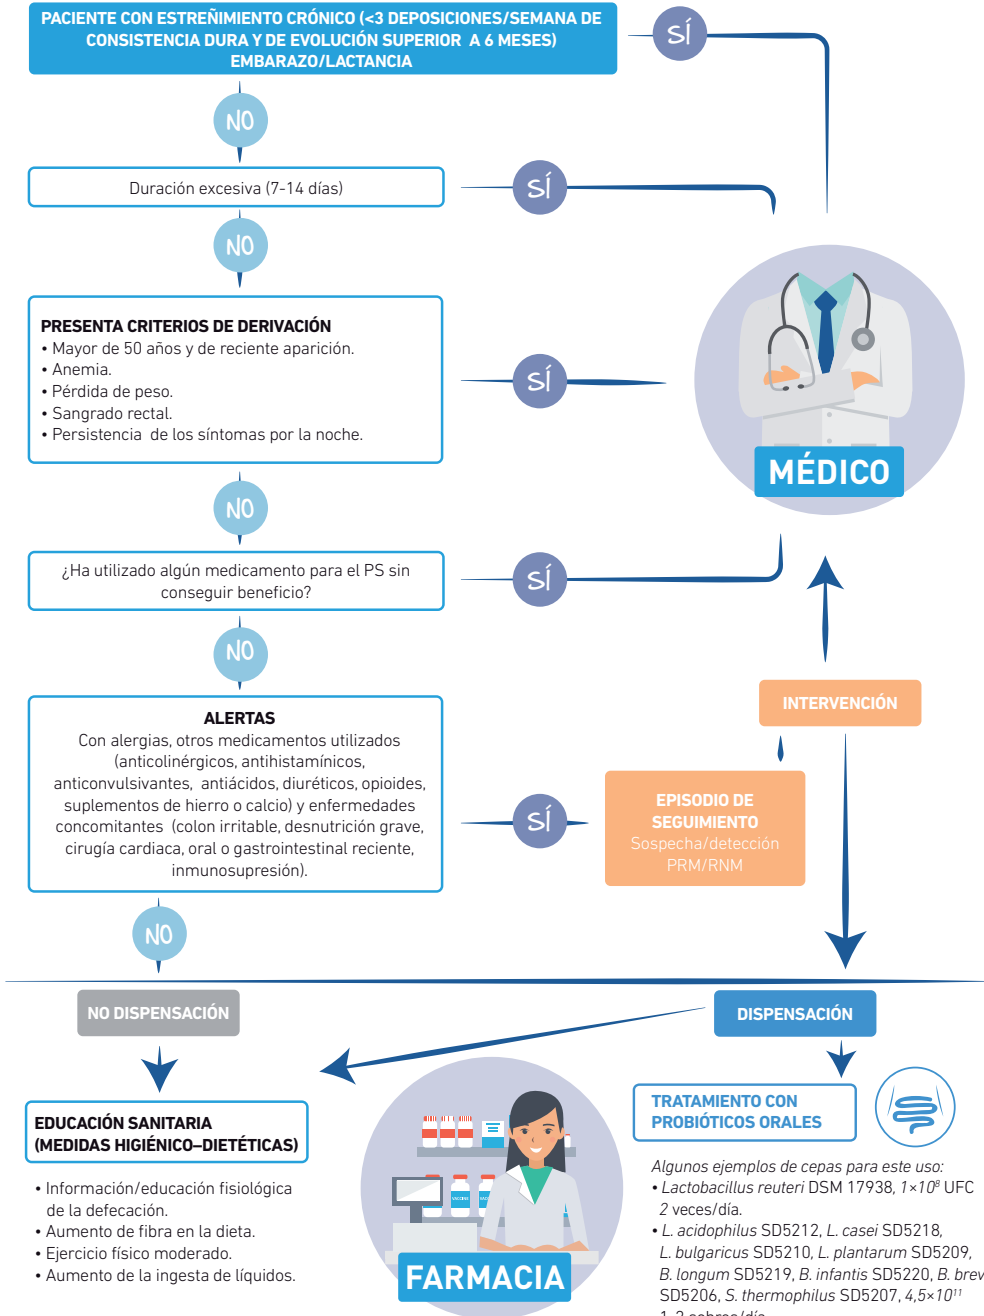 PACIENTE CON ESTREÑIMIENTO CRÓNICO (<3 DEPOSICIONES/SEMANA DE
CONSISTENCIA DURA Y DE EVOLUCIÓN SUPERIOR A 6 MESES)
EMBARAZO/LACTANCIA
SÍ
NO
Duración excesiva (7-14 días)
SÍ
NO
PRESENTA CRITERIOS DE DERIVACIÓN
• Mayor de 50 años y de reciente aparición.
• Anemia.
• Pérdida de peso.
• Sangrado rectal.
• Persistencia de los síntomas por la noche.
SÍ
MÉDICO
NO
¿Ha utilizado algún medicamento para el PS sin
conseguir beneficio?
SÍ
NO
ALERTAS
Con alergias, otros medicamentos utilizados
(anticolinérgicos, antihistamínicos,
anticonvulsivantes, antiácidos, diuréticos, opioides,
suplementos de hierro o calcio) y enfermedades
concomitantes (colon irritable, desnutrición grave,
cirugía cardiaca, oral o gastrointestinal reciente,
inmunosupresión).
SÍ
INTERVENCIÓN
EPISODIO DE
SEGUIMIENTO
Sospecha/detección
PRM/RNM
NO
NO DISPENSACIÓN
DISPENSACIÓN
EDUCACIÓN SANITARIA
(MEDIDAS HIGIÉNICO–DIETÉTICAS)
• Información/educación fisiológica
de la defecación.
• Aumento de fibra en la dieta.
• Ejercicio físico moderado.
• Aumento de la ingesta de líquidos.
FARMACIA
TRATAMIENTO CON
PROBIÓTICOS ORALES
Algunos ejemplos de cepas para este uso:
• Lactobacillus reuteri DSM 17938, 1×10⁸ UFC
2 veces/día.
• L. acidophilus SD5212, L. casei SD5218,
L. bulgaricus SD5210, L. plantarum SD5209,
B. longum SD5219, B. infantis SD5220, B. brev
SD5206, S. thermophilus SD5207, 4,5×10¹¹